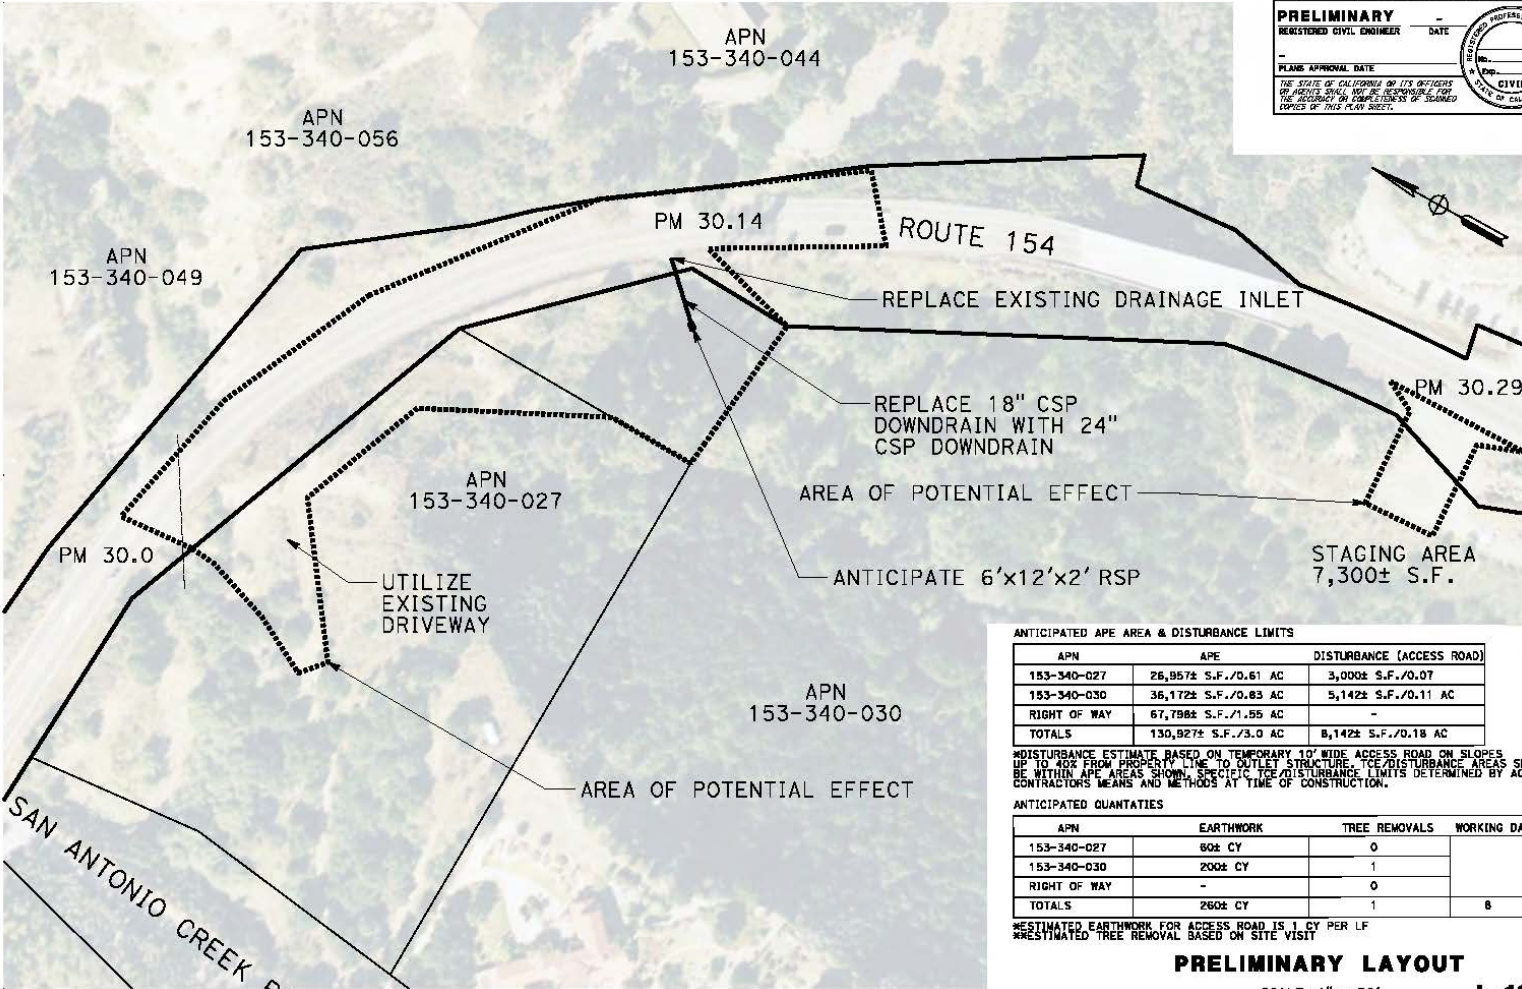 PRELIMINARY -
REGISTERED CIVIL ENGINEER DATE
-
PLANS APPROVAL DATE
THE STATE OF CALIFORNIA OR ITS OFFICERS
OR AGENTS SHALL NOT BE RESPONSIBLE FOR
THE ACCURACY OR COMPLETENESS OF SCANNED
COPIES OF THIS PLAN SHEET.
REGISTERED
No.
Exp.
STATE OF
APN
153-340-044
APN
153-340-056
APN
153-340-049
PM 30.14
ROUTE 154
REPLACE EXISTING DRAINAGE INLET
PM 30.29
REPLACE 18" CSP
DOWNDRAIN WITH 24"
CSP DOWNDRAIN
APN
153-340-027
AREA OF POTENTIAL EFFECT
PM 30.0
STAGING AREA
7,300± S.F.
UTILIZE
EXISTING
DRIVEWAY
ANTICIPATE 6'x12'x2' RSP
APN
153-340-030
AREA OF POTENTIAL EFFECT
SAN ANTONIO CREEK
ANTICIPATED APE AREA & DISTURBANCE LIMITS
APN APE DISTURBANCE (ACCESS ROAD)
153-340-027 26,957± S.F./0.61 AC 3,000± S.F./0.07
153-340-030 36,172± S.F./0.83 AC 5,142± S.F./0.11 AC
RIGHT OF WAY 67,798± S.F./1.55 AC -
TOTALS 130,927± S.F./3.0 AC 8,142± S.F./0.18 AC
*DISTURBANCE ESTIMATE BASED ON TEMPORARY 10' WIDE ACCESS ROAD ON SLOPES
UP TO 40% FROM PROPERTY LINE TO OUTLET STRUCTURE. TCE/DISTURBANCE AREAS
BE WITHIN APE AREAS SHOWN. SPECIFIC TCE/DISTURBANCE LIMITS DETERMINED BY
CONTRACTORS MEANS AND METHODS AT TIME OF CONSTRUCTION.
ANTICIPATED QUANTATIES
APN EARTHWORK TREE REMOVALS WORKING
153-340-027 60± CY 0
153-340-030 200± CY 1
RIGHT OF WAY - 0
TOTALS 260± CY 1
*ESTIMATED EARTHWORK FOR ACCESS ROAD IS 1 CY PER LF
**ESTIMATED TREE REMOVAL BASED ON SITE VISIT
PRELIMINARY LAYOUT